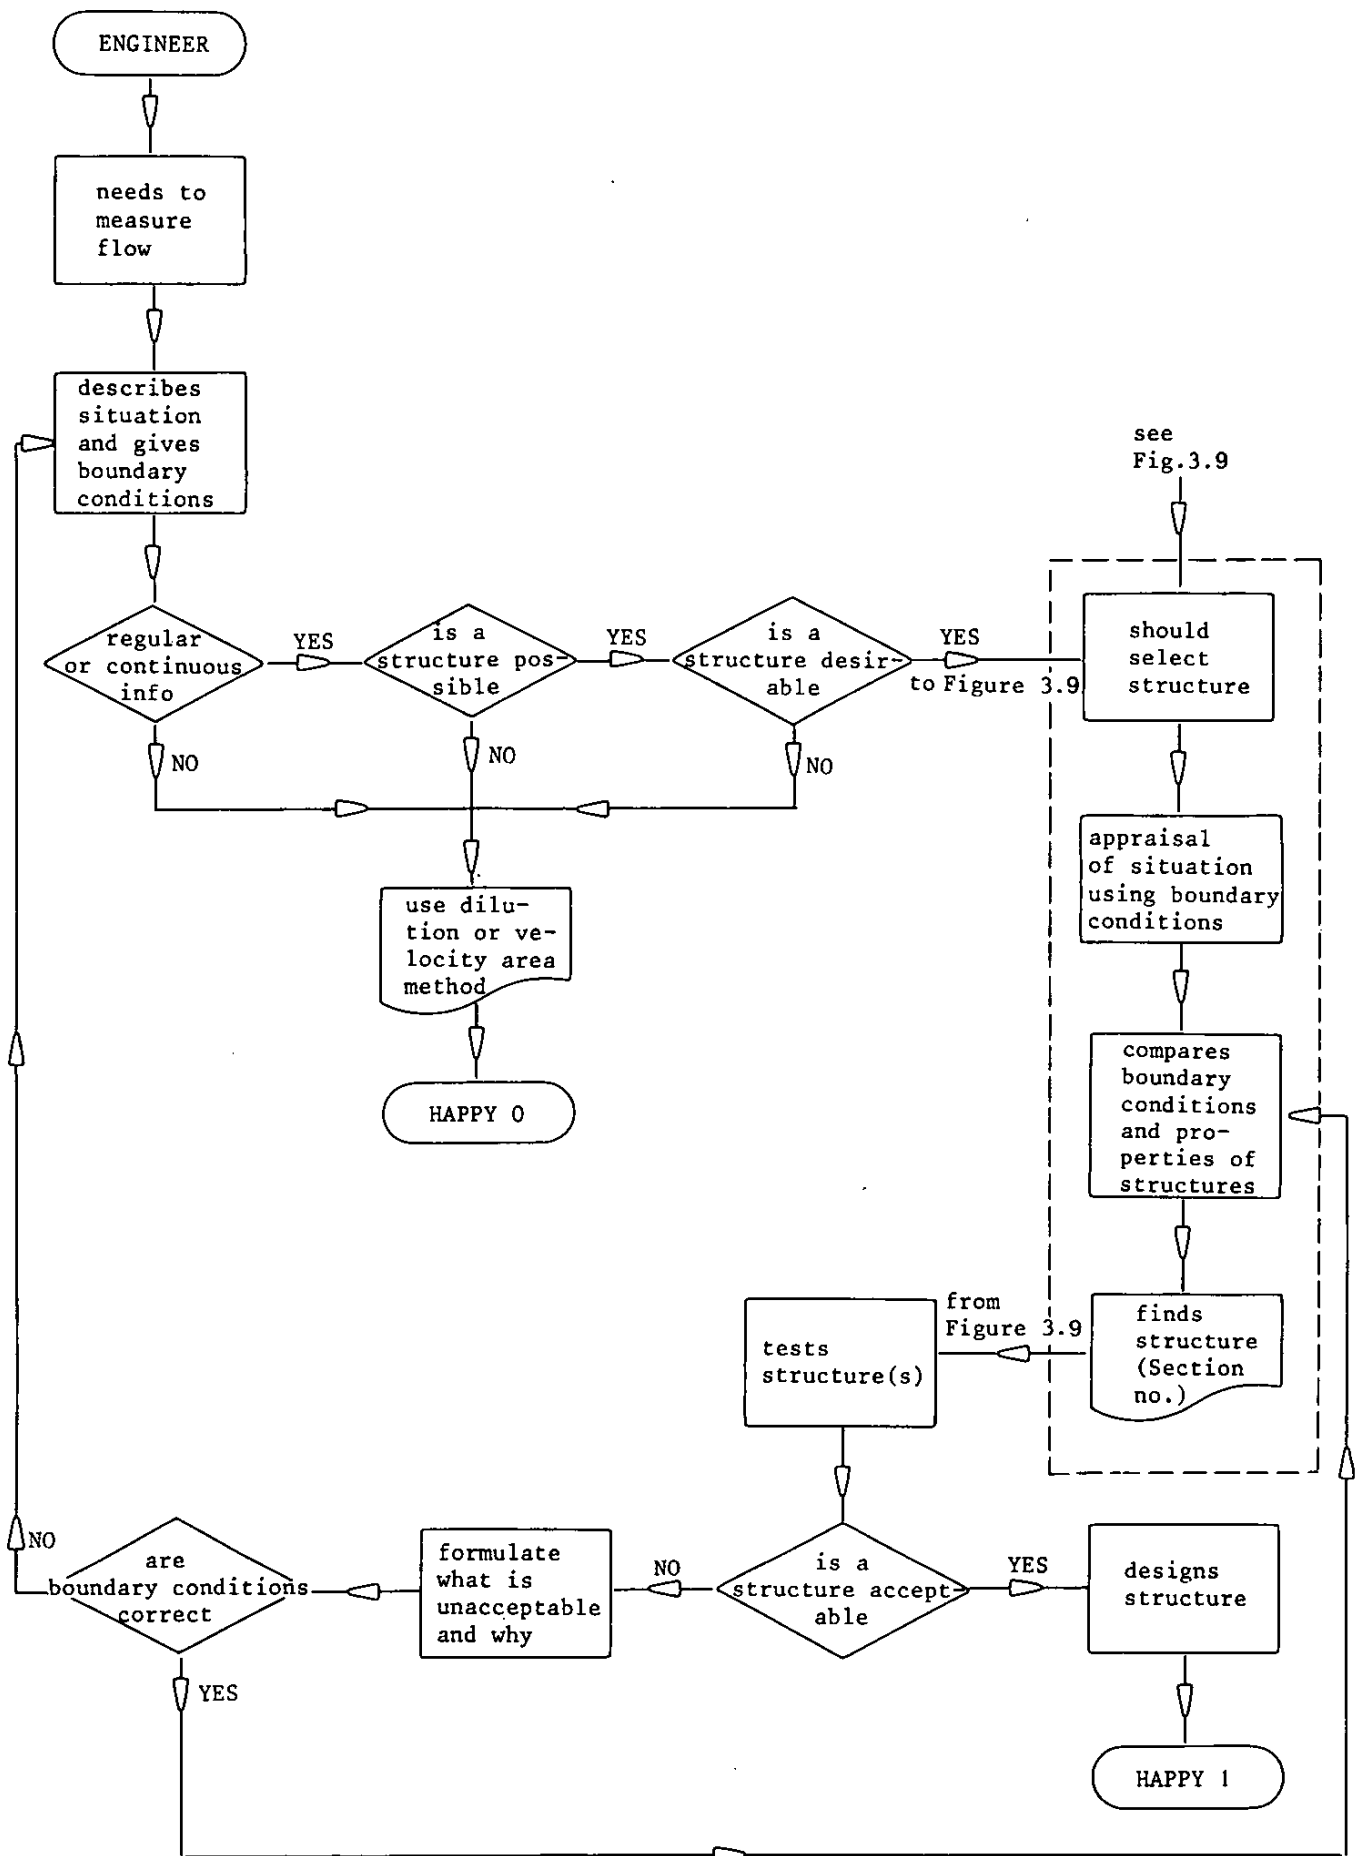 ENGINEER
needs to
measure
flow
describes
situation
and gives
boundary
conditions
regular
or continuous
info
YES
NO
is a
structure pos-
sible
YES
NO
is a
structure desir-
able
YES
to Figure 3.9
NO
use dilu-
tion or ve-
locity area
method
HAPPY 0
see
Fig.3.9
should
select
structure
appraisal
of situation
using boundary
conditions
compares
boundary
conditions
and pro-
perties of
structures
finds
structure
(Section
no.)
from
Figure 3.9
tests
structure(s)
is a
structure accept-
able
YES
designs
structure
HAPPY 1
NO
formulate
what is
unacceptable
and why
are
boundary conditions
correct
NO
YES